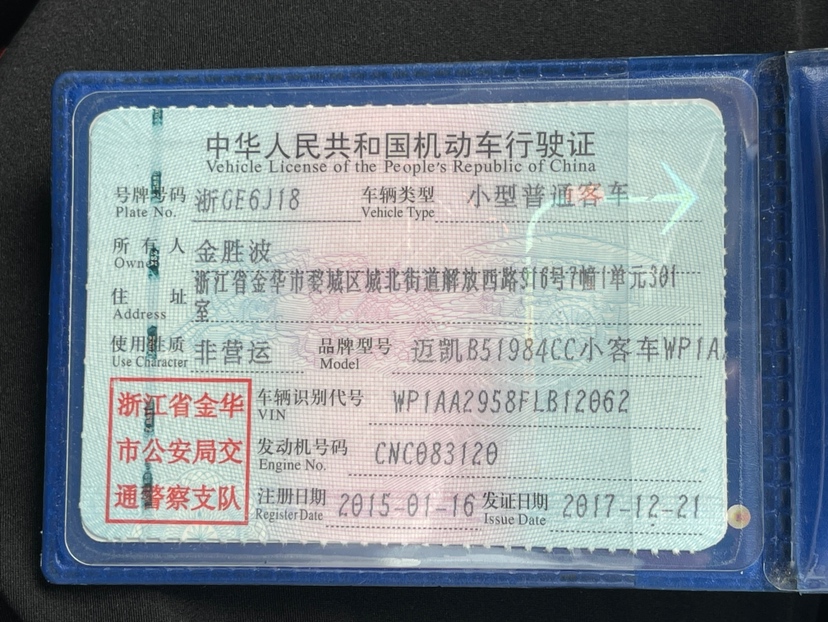 中华人民共和国机动车行驶证
Vehicle License of the People's Republic of China
号牌号码 浙GE6J18 车辆类型 小型普通客车
Plate No. Vehicle Type
所有人 金胜波
Owner
浙江省金华市婺城区城北街道解放西路916号7幢1单元301
住址 室
Address
使用性质 非营运 品牌型号 迈凯BS1984CC小客车WP1A
Use Character Model
浙江省金华 车辆识别代号 WP1AA2958FLB12062
VIN
市公安局交 发动机号码 CNC083120
Engine No.
通警察支队 注册日期 2015-01-16 发证日期 2017-12-21
Register Date Issue Date